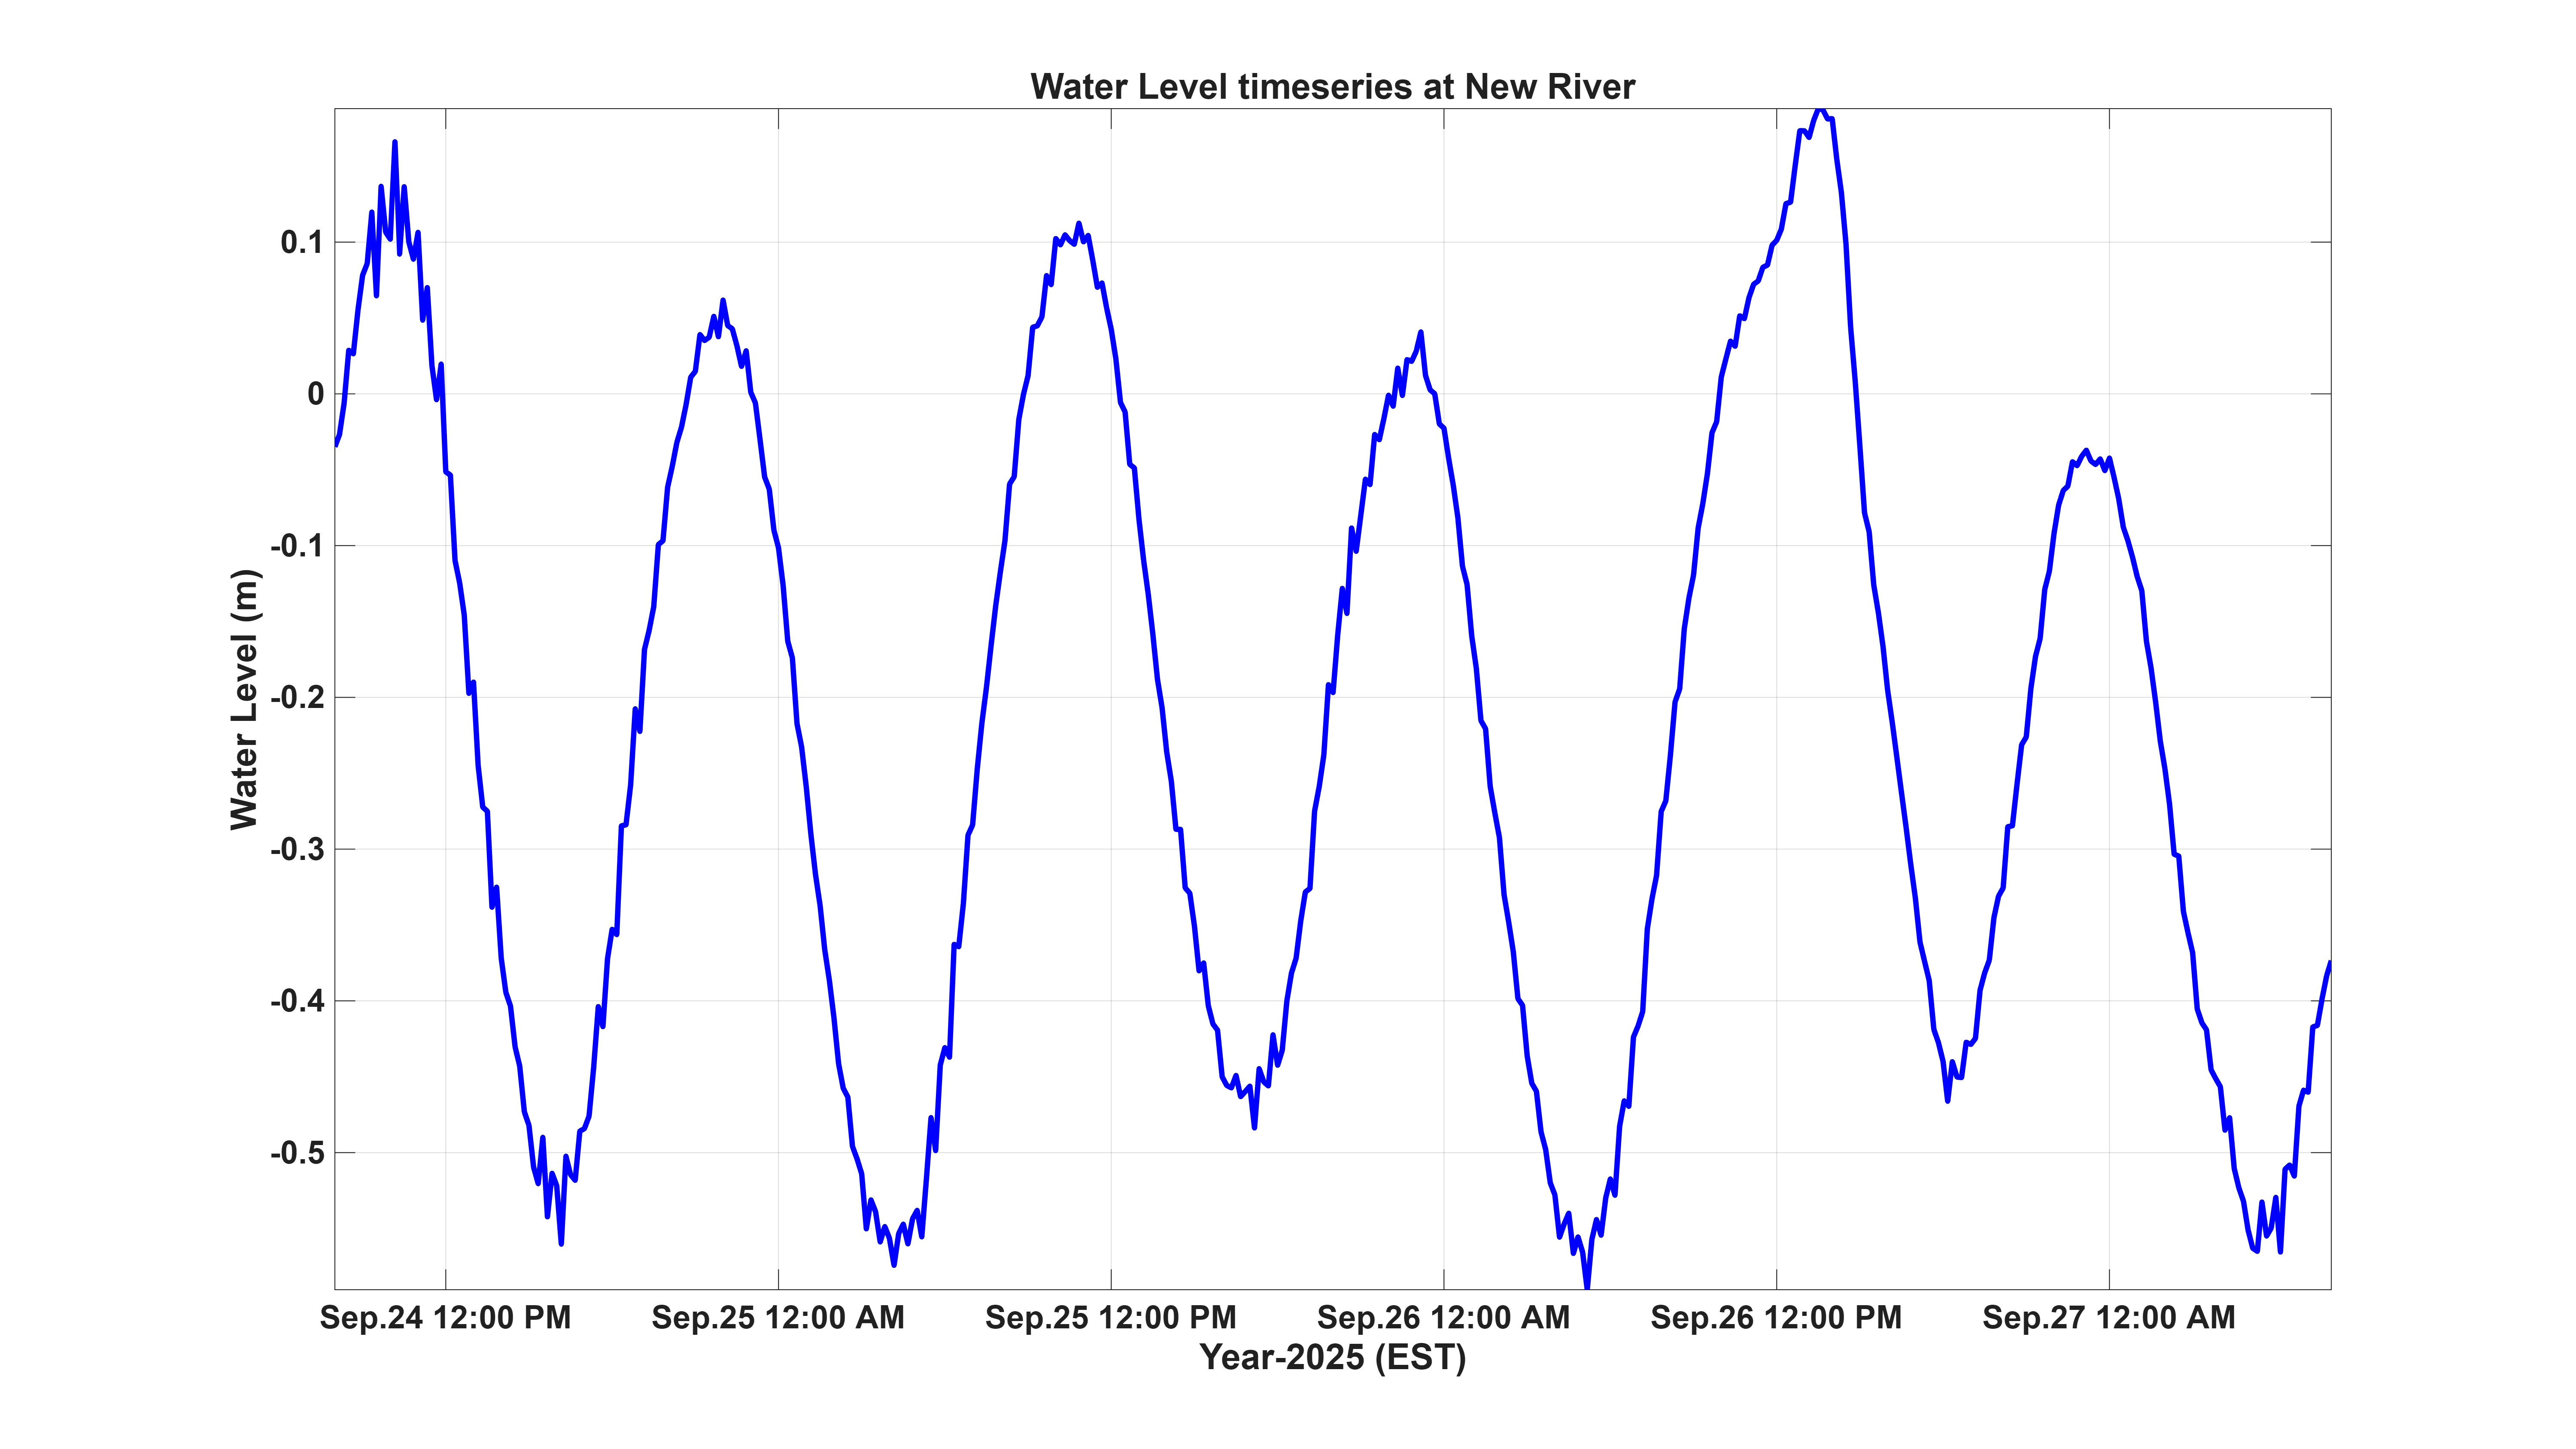 Water Level timeseries at New River
Water Level (m)
0.1
0
-0.1
-0.2
-0.3
-0.4
-0.5
Sep.24 12:00 PM
Sep.25 12:00 AM
Sep.25 12:00 PM
Sep.26 12:00 AM
Sep.26 12:00 PM
Sep.27 12:00 AM
Year-2025 (EST)